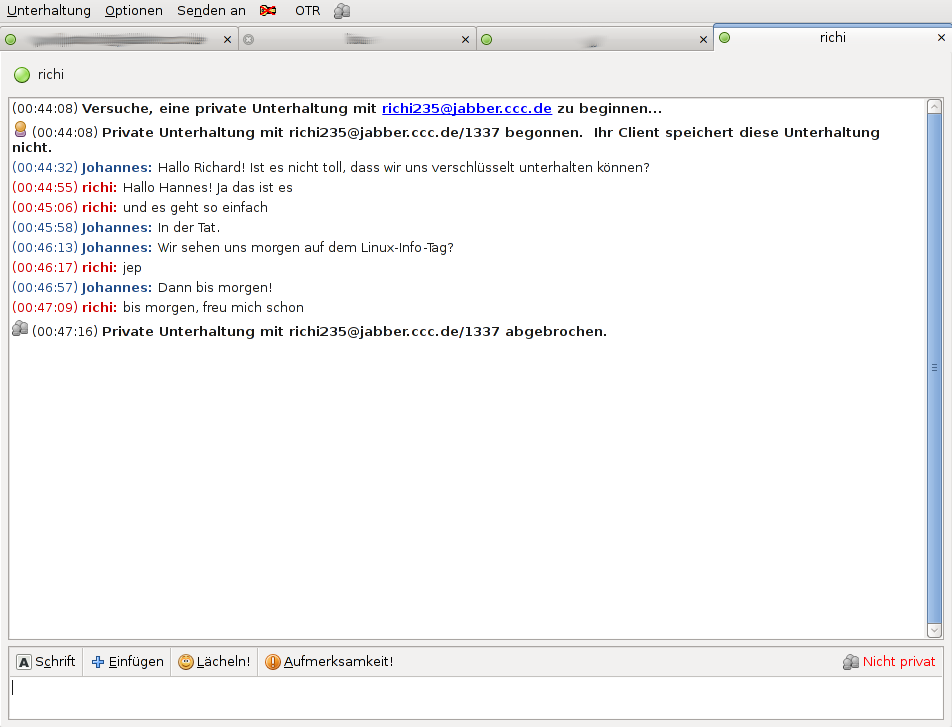 Unterhaltung Optionen Senden an OTR
richi
richi
(00:44:08) Versuche, eine private Unterhaltung mit richi235@jabber.ccc.de zu beginnen...
(00:44:08) Private Unterhaltung mit richi235@jabber.ccc.de/1337 begonnen. Ihr Client speichert diese Unterhaltung
nicht.
(00:44:32) Johannes: Hallo Richard! Ist es nicht toll, dass wir uns verschlüsselt unterhalten können?
(00:44:55) richi: Hallo Hannes! Ja das ist es
(00:45:06) richi: und es geht so einfach
(00:45:58) Johannes: In der Tat.
(00:46:13) Johannes: Wir sehen uns morgen auf dem Linux-Info-Tag?
(00:46:17) richi: jep
(00:46:57) Johannes: Dann bis morgen!
(00:47:09) richi: bis morgen, freu mich schon
(00:47:16) Private Unterhaltung mit richi235@jabber.ccc.de/1337 abgebrochen.
A Schrift Einfügen Lächeln! Aufmerksamkeit! Nicht privat